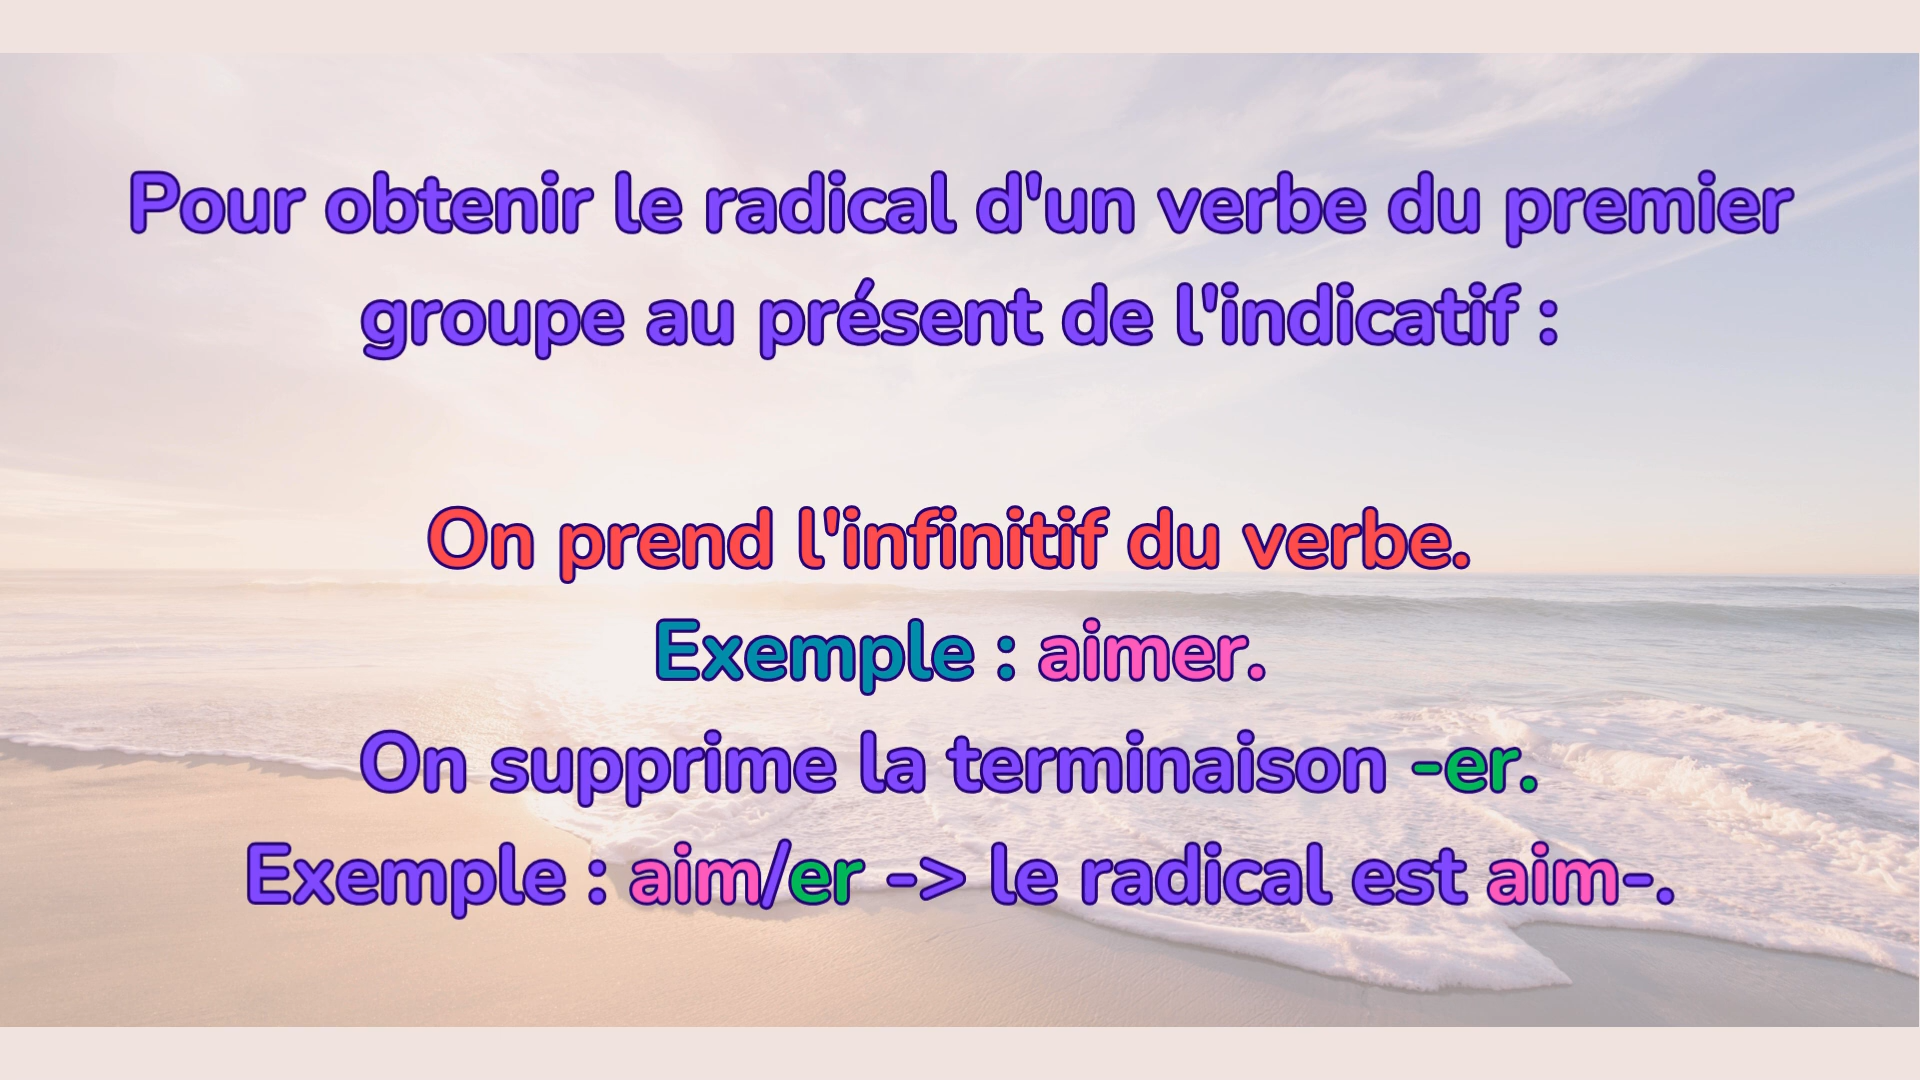 Pour obtenir le radical d'un verbe du premier
groupe au présent de l'indicatif :
On prend l'infinitif du verbe.
Exemple : aimer.
On supprime la terminaison -er.
Exemple : aim/er -> le radical est aim-.